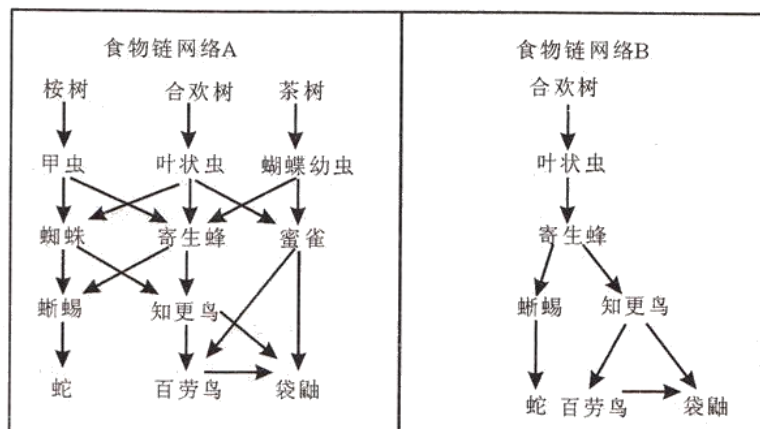 食物链网络A
桉树 合欢树 茶树
甲虫 叶状虫 蝴蝶幼虫
蜘蛛 寄生蜂 蜜雀
蜥蜴 知更鸟
蛇 百劳鸟 袋鼬
食物链网络B
合欢树
叶状虫
寄生蜂
蜥蜴 知更鸟
蛇 百劳鸟 袋鼬